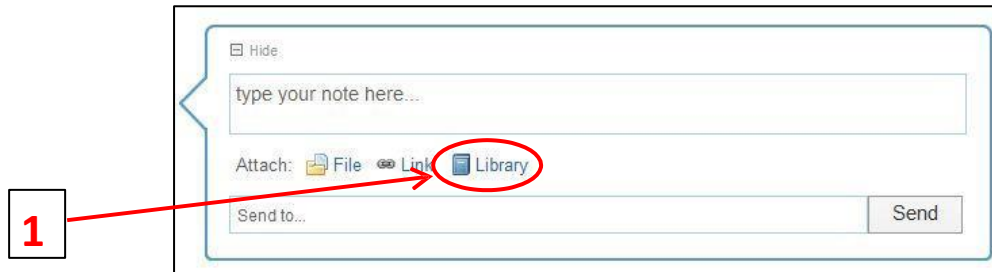 Hide
type your note here...
Attach: File Link Library
1
Send to... Send